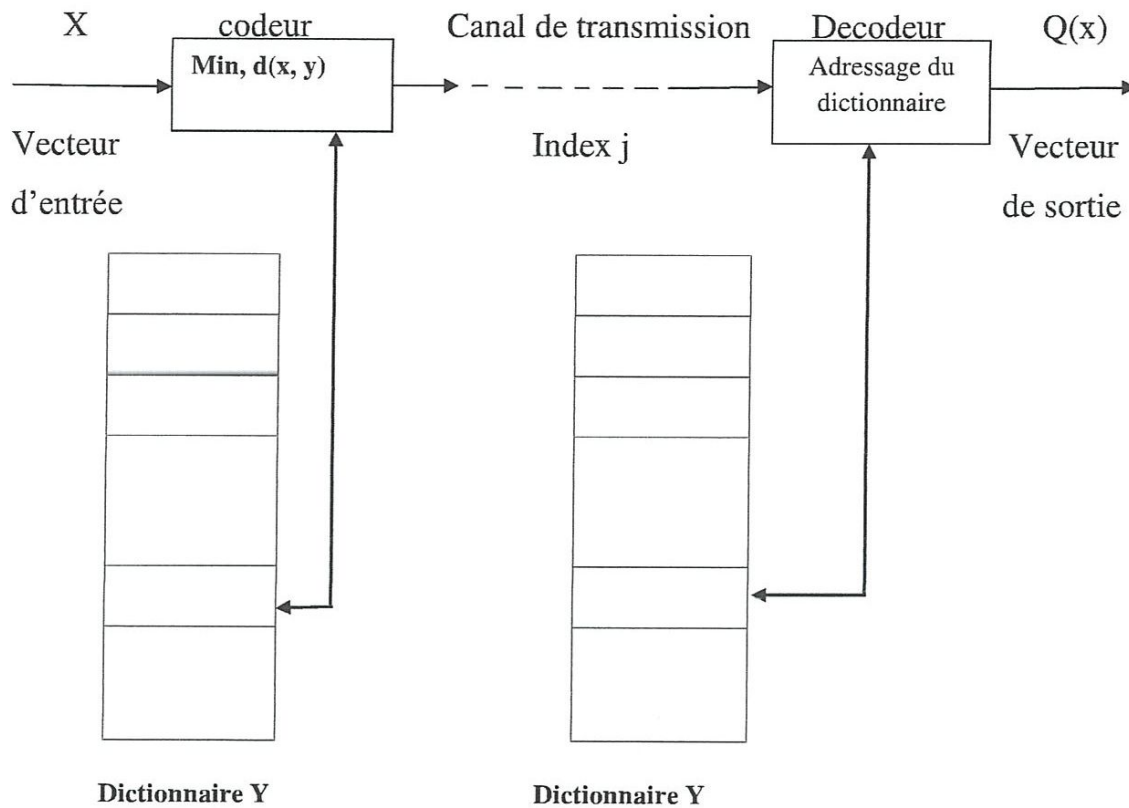 X codeur Canal de transmission Decodeur Q(x)
Min, d(x, y)
Adressage du
dictionnaire
Vecteur
d'entrée
Index j
Vecteur
de sortie
Dictionnaire Y Dictionnaire Y